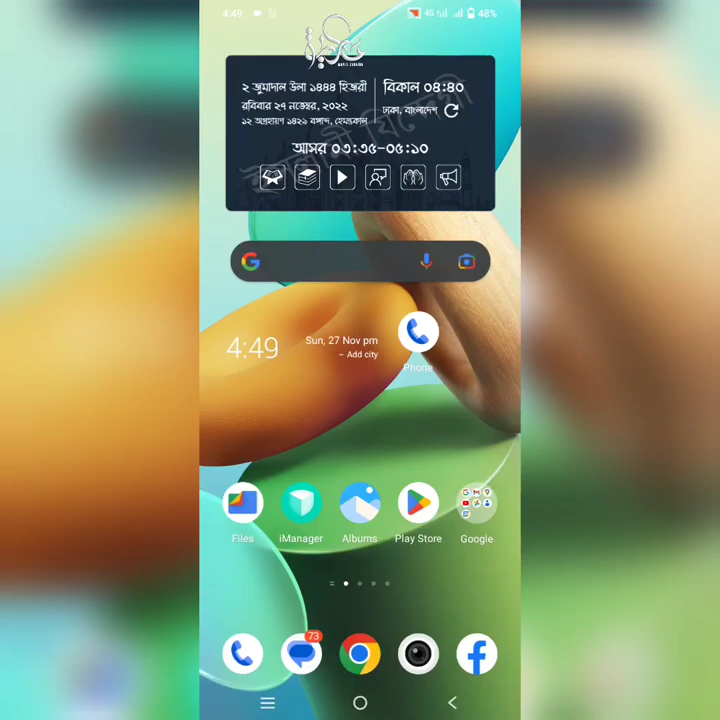 4:49
4G 48%
২ জুমাদাল উলা ১৪৪৪ হিজরী
রবিবার ২৭ নভেম্বর, ২০২২
১২ অগ্রহায়ণ ১৪২৯ বঙ্গাব্দ, হেমন্তকাল
বিকাল ০৪:৪০
ঢাকা, বাংলাদেশ
আসর ০৩:৩৫-০৫:১০
4:49
Sun, 27 Nov pm
– Add city
Phone
Files
iManager
Albums
Play Store
Google
73